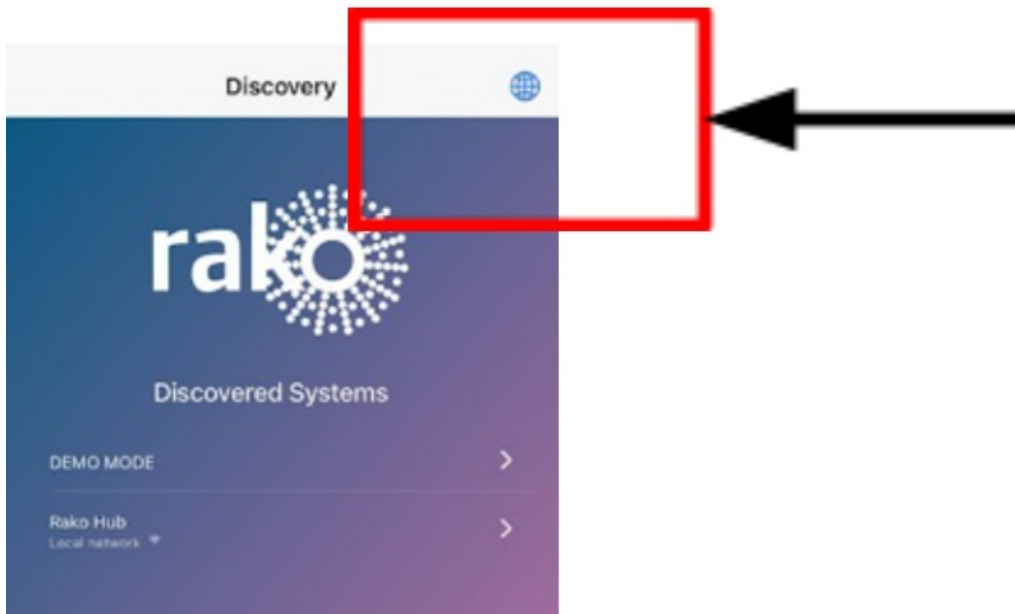 Discovery
rako
Discovered Systems
DEMO MODE
Rako Hub
Local network